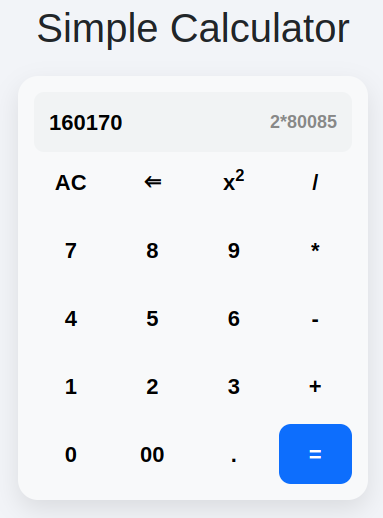 Simple Calculator
160170 2*80085
AC ⇐ x² /
7 8 9 *
4 5 6 -
1 2 3 +
0 00 . =